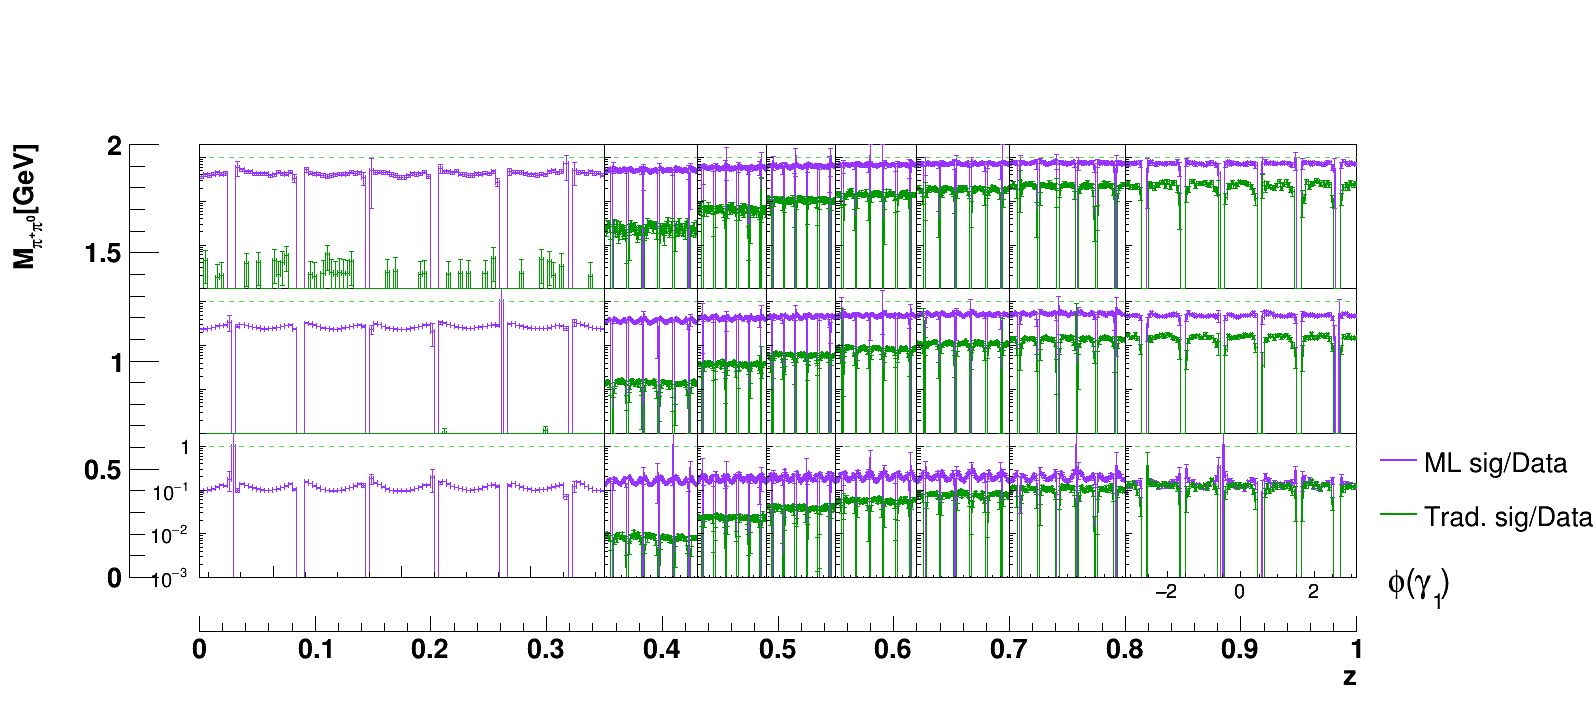 M_{π⁺π⁰}[GeV]
2
1.5
1
0.5
0
1
10⁻¹
10⁻²
10⁻³
ML sig/Data
Trad. sig/Data
−2 0 2
ϕ(γ₁)
0 0.1 0.2 0.3 0.4 0.5 0.6 0.7 0.8 0.9 1
z